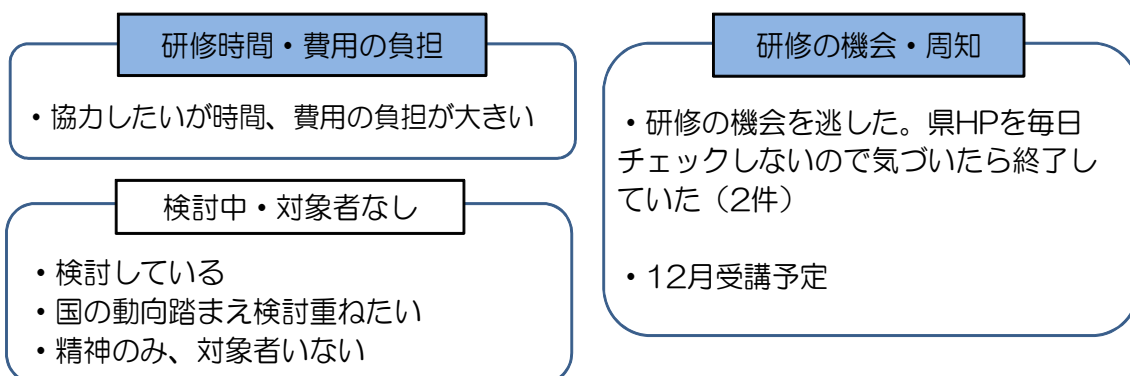 研修時間・費用の負担
・協力したいが時間、費用の負担が大きい
検討中・対象者なし
・検討している
・国の動向踏まえ検討重ねたい
・精神のみ、対象者いない
研修の機会・周知
・研修の機会を逃した。県HPを毎日
チェックしないので気づいたら終了し
ていた（2件）
・12月受講予定